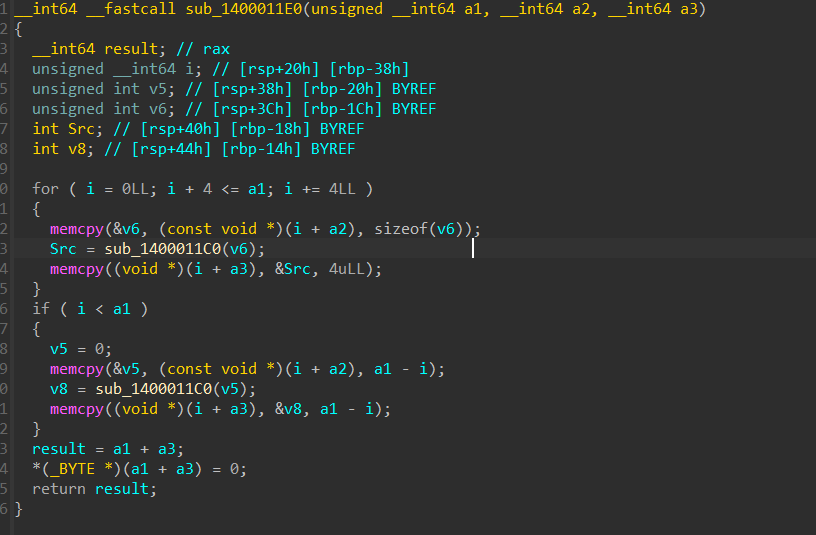 1 __int64 __fastcall sub_1400011E0(unsigned __int64 a1, __int64 a2, __int64 a3)
2 {
3   __int64 result; // rax
4   unsigned __int64 i; // [rsp+20h] [rbp-38h]
5   unsigned int v5; // [rsp+38h] [rbp-20h] BYREF
6   unsigned int v6; // [rsp+3Ch] [rbp-1Ch] BYREF
7   int Src; // [rsp+40h] [rbp-18h] BYREF
8   int v8; // [rsp+44h] [rbp-14h] BYREF
9
0   for ( i = 0LL; i + 4 <= a1; i += 4LL )
1   {
2     memcpy(&v6, (const void *)(i + a2), sizeof(v6));
3     Src = sub_1400011C0(v6);
4     memcpy((void *)(i + a3), &Src, 4uLL);
5   }
6   if ( i < a1 )
7   {
8     v5 = 0;
9     memcpy(&v5, (const void *)(i + a2), a1 - i);
0     v8 = sub_1400011C0(v5);
1     memcpy((void *)(i + a3), &v8, a1 - i);
2   }
3   result = a1 + a3;
4   *(_BYTE *)(a1 + a3) = 0;
5   return result;
6 }